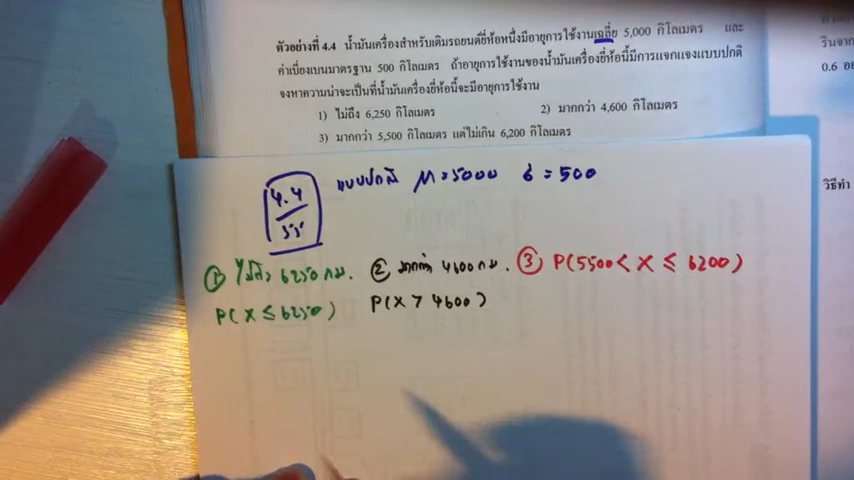 ตัวอย่างที่ 4.4 น้ำมันเครื่องสำหรับเติมรถยนต์ยี่ห้อหนึ่งมีอายุการใช้งานเฉลี่ย 5,000 กิโลเมตร และ
ค่าเบี่ยงเบนมาตรฐาน 500 กิโลเมตร ถ้าอายุการใช้งานของน้ำมันเครื่องยี่ห้อนี้มีการแจกแจงแบบปกติ
จงหาความน่าจะเป็นที่น้ำมันเครื่องยี่ห้อนี้จะมีอายุการใช้งาน
1) ไม่ถึง 6,250 กิโลเมตร 2) มากกว่า 4,600 กิโลเมตร
3) มากกว่า 5,500 กิโลเมตร แต่ไม่เกิน 6,200 กิโลเมตร
รินจาก
0.6 ออ
วิธีทำ
4.4 แบบปกติ μ = 5000 σ = 500
55
① ไม่ถึง 6250 กม. ② มากกว่า 4600 กม. ③ P(5500 < X ≤ 6200)
P(X ≤ 6250) P(X > 4600)